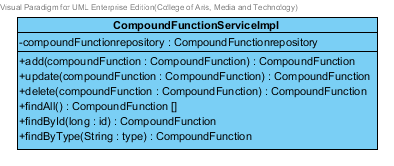 Visual Paradigm for UML Enterprise Edition(College of Arts, Media and Technology)
CompoundFunctionServiceImpl
-compoundFunctionrepository : CompoundFunctionrepository
+add(compoundFunction : CompoundFunction) : CompoundFunction
+update(compoundFunction : CompoundFunction) : CompoundFunction
+delete(compoundFunction : CompoundFunction) : CompoundFunction
+findAll() : CompoundFunction []
+findById(long : id) : CompoundFunction
+findByType(String : type) : CompoundFunction